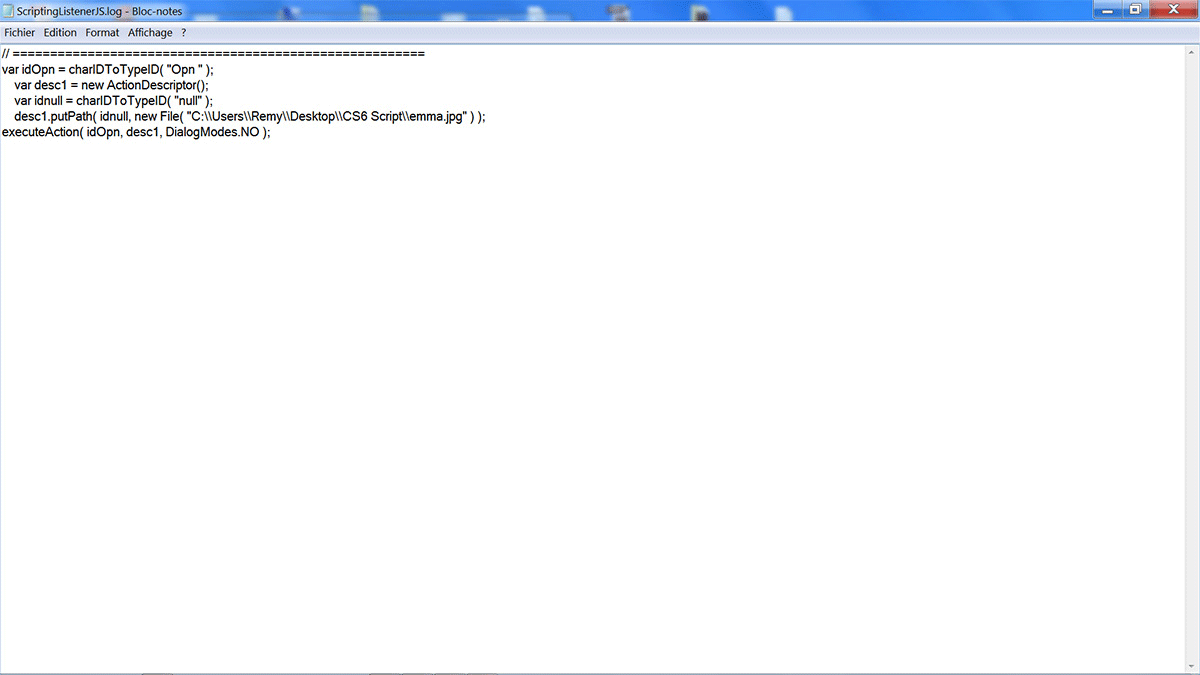 ScriptingListenerJS.log - Bloc-notes
Fichier Edition Format Affichage ?
// =======================================================
var idOpn = charIDToTypeID( "Opn " );
    var desc1 = new ActionDescriptor();
    var idnull = charIDToTypeID( "null" );
    desc1.putPath( idnull, new File( "C:\\Users\\Remy\\Desktop\\CS6 Script\\emma.jpg" ) );
executeAction( idOpn, desc1, DialogModes.NO );